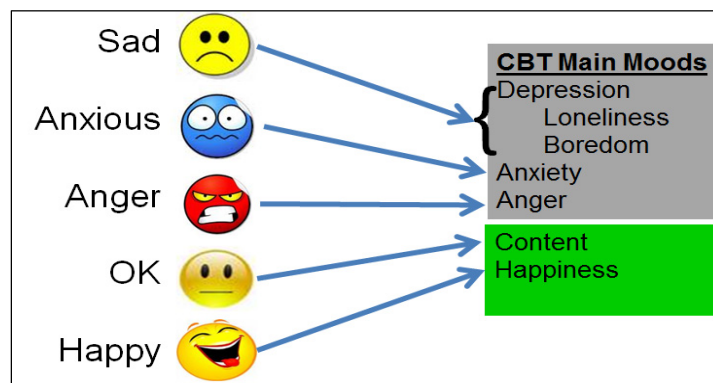 Sad
Anxious
Anger
OK
Happy
CBT Main Moods
Depression
Loneliness
Boredom
Anxiety
Anger
Content
Happiness